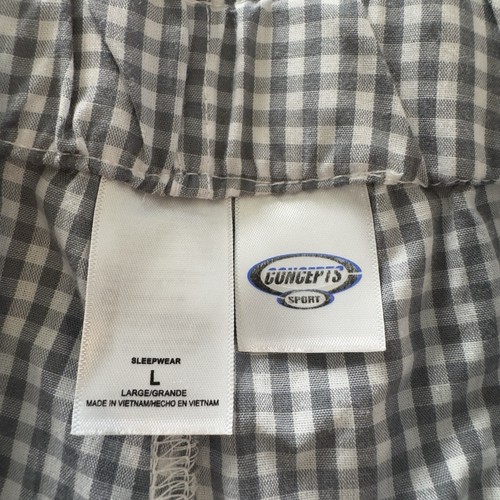 SLEEPWEAR
L
LARGE/GRANDE
MADE IN VIETNAM/HECHO EN VIETNAM
CONCEPTS
SPORT